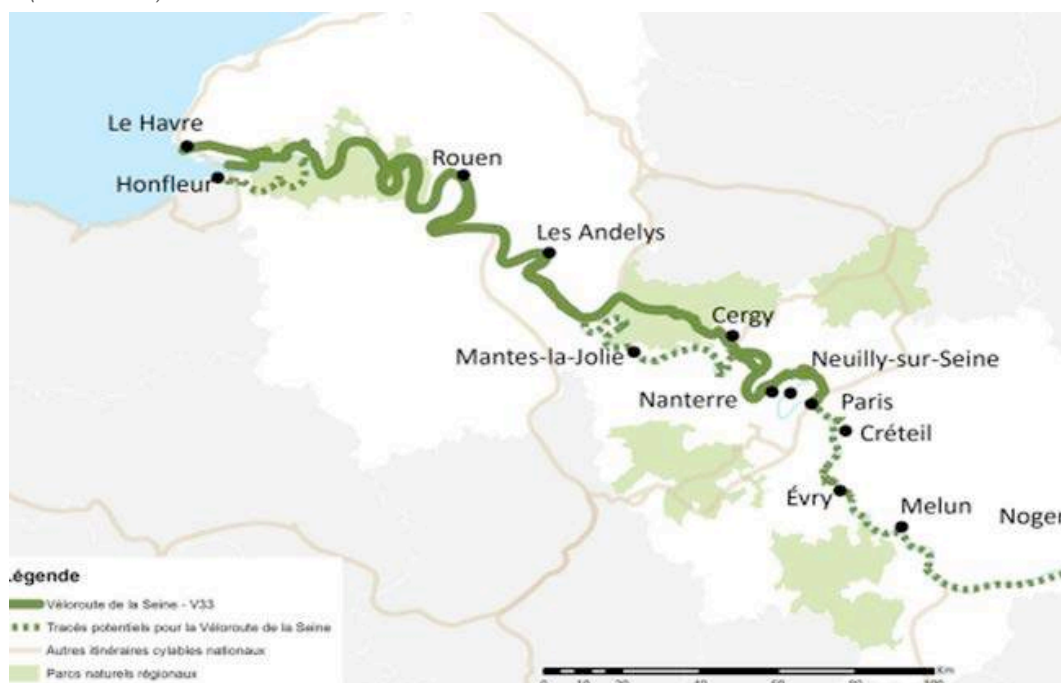 Le Havre
Honfleur
Rouen
Les Andelys
Cergy
Mantes-la-Jolie
Neuilly-sur-Seine
Nanterre
Paris
Créteil
Évry
Melun
Noger
Légende
Véloroute de la Seine - V33
Tracés potentiels pour la Véloroute de la Seine
Autres itinéraires cylables nationaux
Parcs naturels régionaux
Km